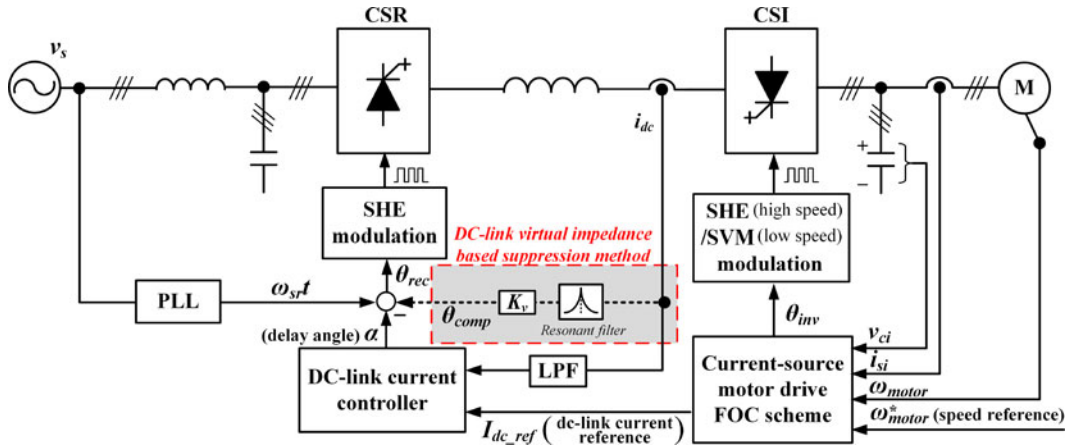 CSR
CSI
v_s
M
i_dc
+
−
SHE
modulation
SHE (high speed)
/SVM (low speed)
modulation
DC-link virtual impedance
based suppression method
θ_rec
PLL
ω_sr t
−
θ_comp
K_v
Resonant filter
θ_inv
(delay angle) α
v_ci
DC-link current
controller
LPF
Current-source
motor drive
FOC scheme
i_si
ω_motor
ω*_motor (speed reference)
I_dc_ref (dc-link current
reference)